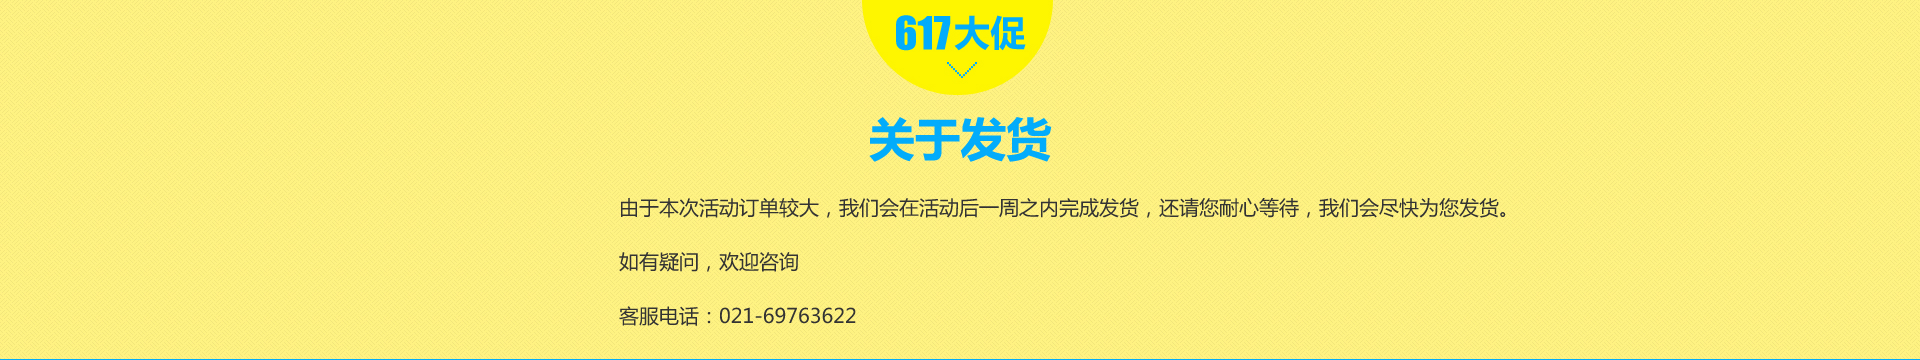 617大促
关于发货
由于本次活动订单较大，我们会在活动后一周之内完成发货，还请您耐心等待，我们会尽快为您发货。
如有疑问，欢迎咨询
客服电话：021-69763622